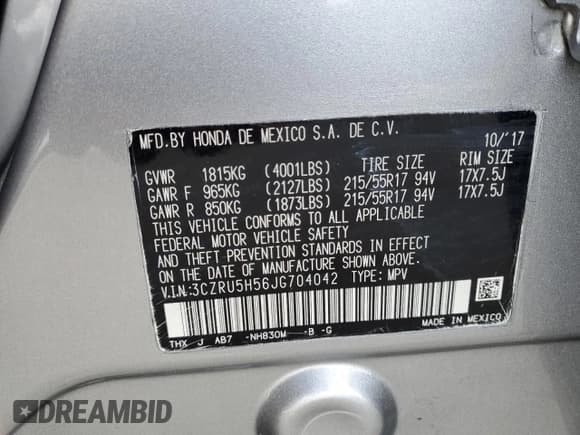 MFD. BY HONDA DE MEXICO S.A. DE C.V. 10/'17
GVWR 1815KG (4001LBS) TIRE SIZE RIM SIZE
GAWR F 965KG (2127LBS) 215/55R17 94V 17X7.5J
GAWR R 850KG (1873LBS) 215/55R17 94V 17X7.5J
THIS VEHICLE CONFORMS TO ALL APPLICABLE
FEDERAL MOTOR VEHICLE SAFETY
AND THEFT PREVENTION STANDARDS IN EFFECT
ON THE DATE OF MANUFACTURE SHOWN ABOVE.
V.I.N:3CZRU5H56JG704042 TYPE: MPV
THX J AB7 -NH830M -B -G MADE IN MEXICO
DREAMBID